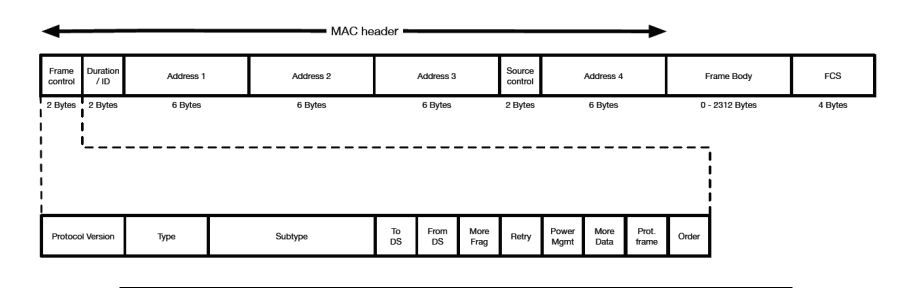 MAC header
Frame control
Duration / ID
Address 1
Address 2
Address 3
Source control
Address 4
Frame Body
FCS
2 Bytes
2 Bytes
6 Bytes
6 Bytes
6 Bytes
2 Bytes
6 Bytes
0 - 2312 Bytes
4 Bytes
Protocol Version
Type
Subtype
To
DS
From
DS
More
Frag
Retry
Power
Mgmt
More
Data
Prot.
frame
Order